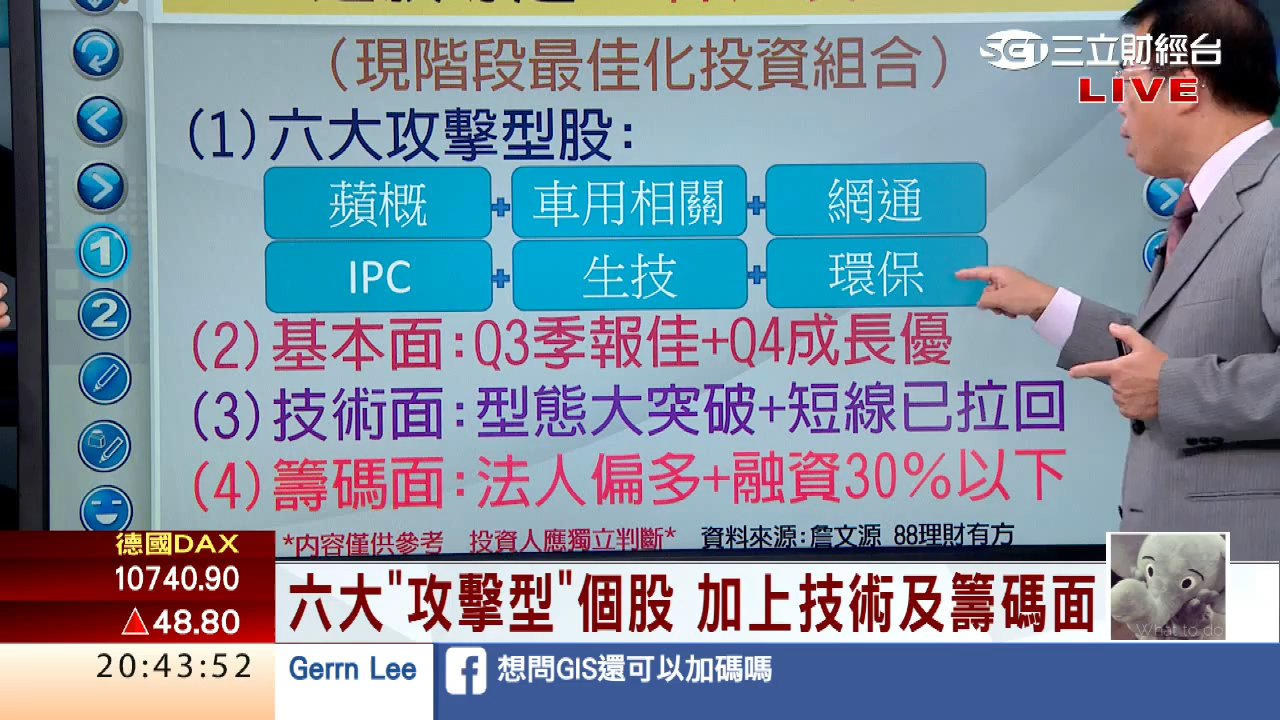 (現階段最佳化投資組合)
SET三立財經台
LIVE
(1)六大攻擊型股:
蘋概+車用相關+網通
IPC+生技+環保
(2)基本面:Q3季報佳+Q4成長優
(3)技術面:型態大突破+短線已拉回
(4)籌碼面:法人偏多+融資30%以下
*內容僅供參考 投資人應獨立判斷* 資料來源:詹文源 88理財有方
1
2
德國DAX
10740.90
▲48.80
六大"攻擊型"個股 加上技術及籌碼面
What to do
20:43:52
Gerrn Lee
想問GIS還可以加碼嗎